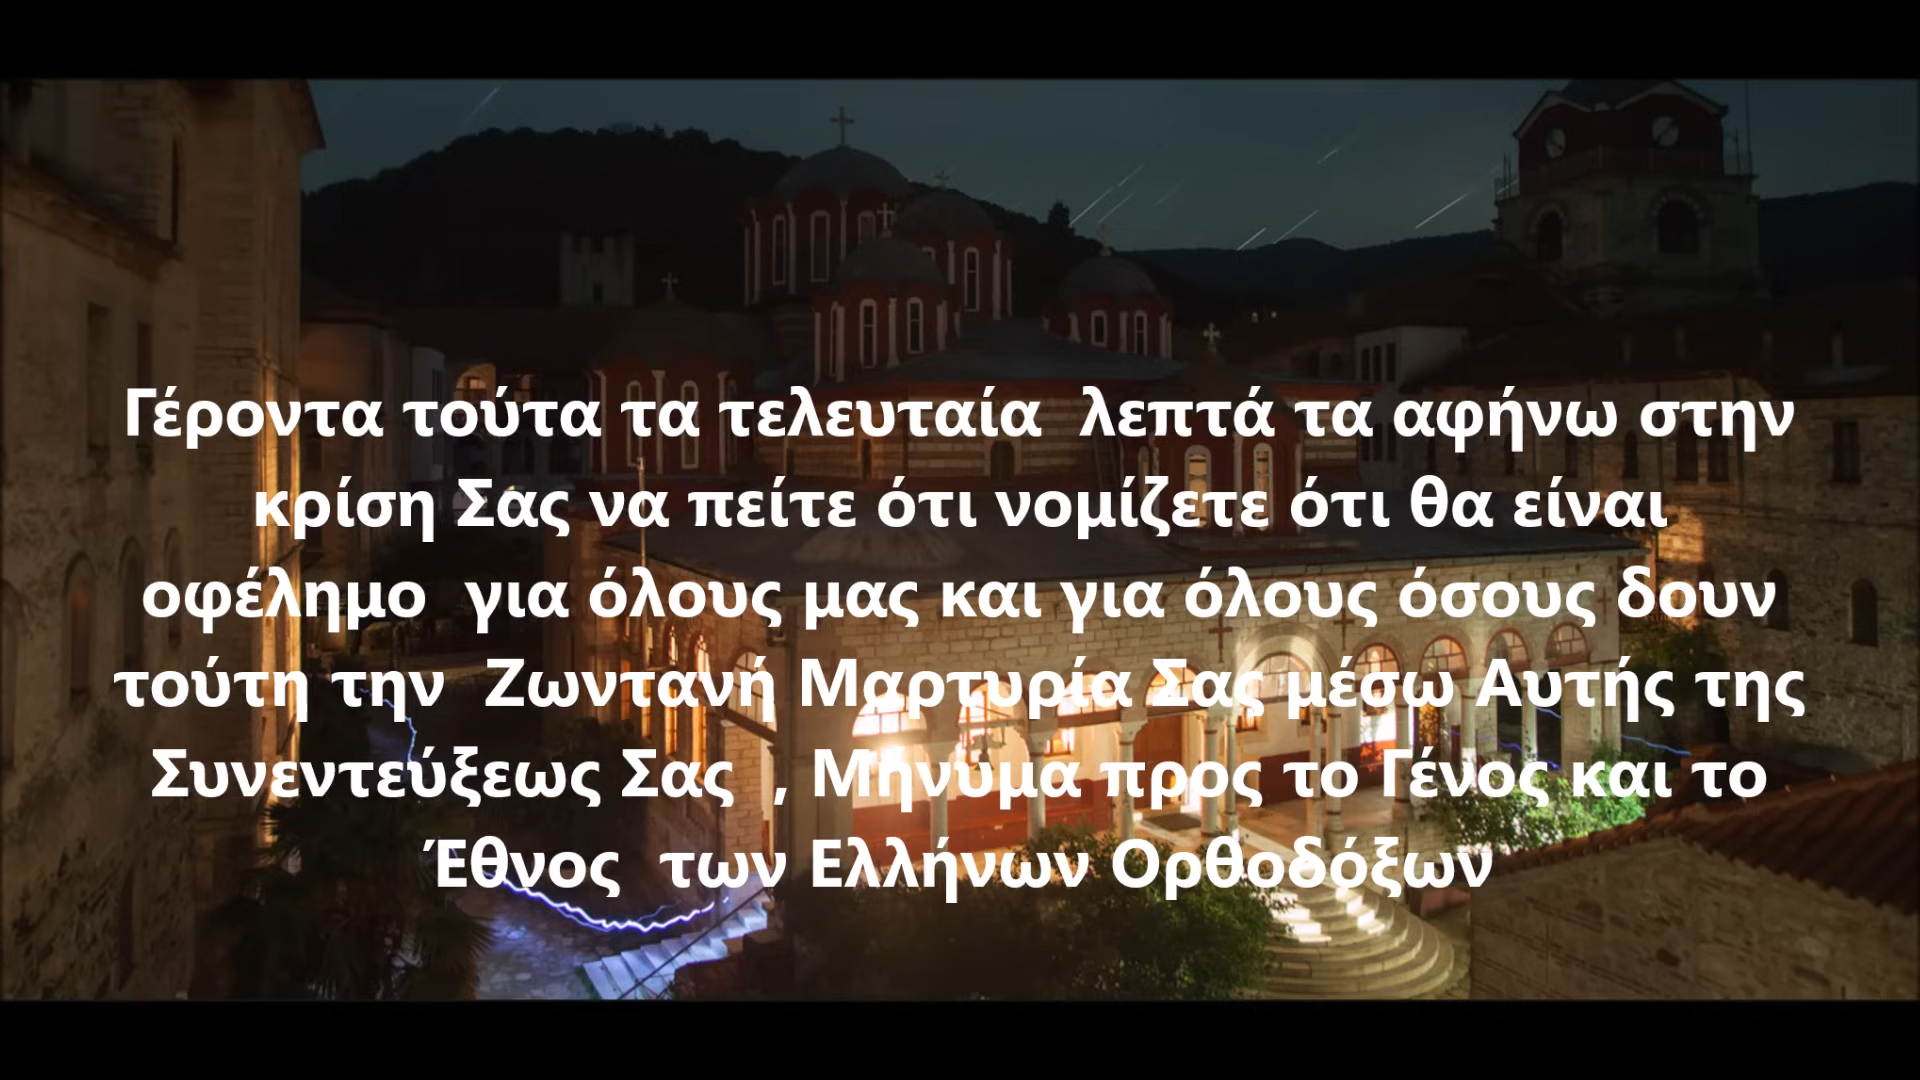 Γέροντα τούτα τα τελευταία  λεπτά τα αφήνω στην
κρίση Σας να πείτε ότι νομίζετε ότι θα είναι
οφέλημο  για όλους μας και για όλους όσους δουν
τούτη την  Ζωντανή Μαρτυρία Σας μέσω Αυτής της
Συνεντεύξεως Σας  , Μήνυμα προς το Γένος και το
Έθνος  των Ελλήνων Ορθοδόξων